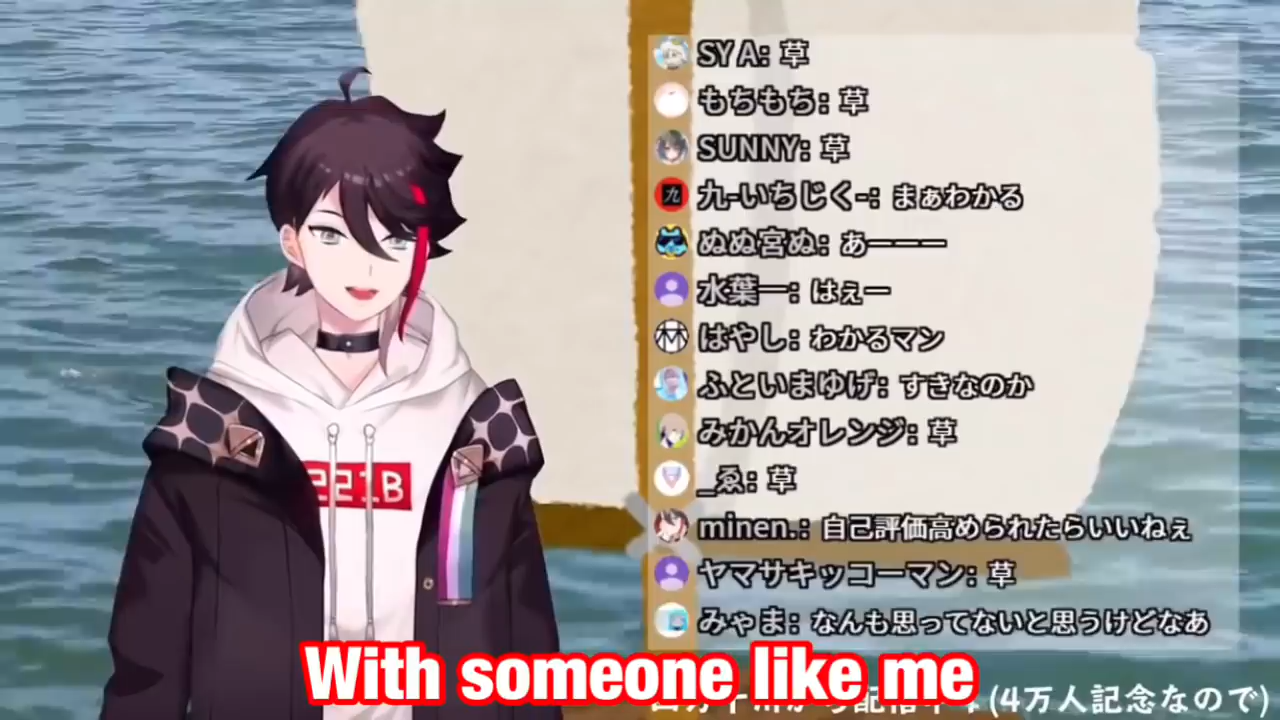 SY A: 草
もちもち: 草
SUNNY: 草
九
九-いちじく-: まぁわかる
ぬぬ宮ぬ: あーーーー
水葉一: はぇー
はやし: わかるマン
ふといまゆげ: すきなのか
みかんオレンジ: 草
_ゑ: 草
221B
minen.: 自己評価高められたらいいねぇ
ヤマサキッコーマン: 草
みゃま: なんも思ってないと思うけどなあ
With someone like me
(4万人記念なので)